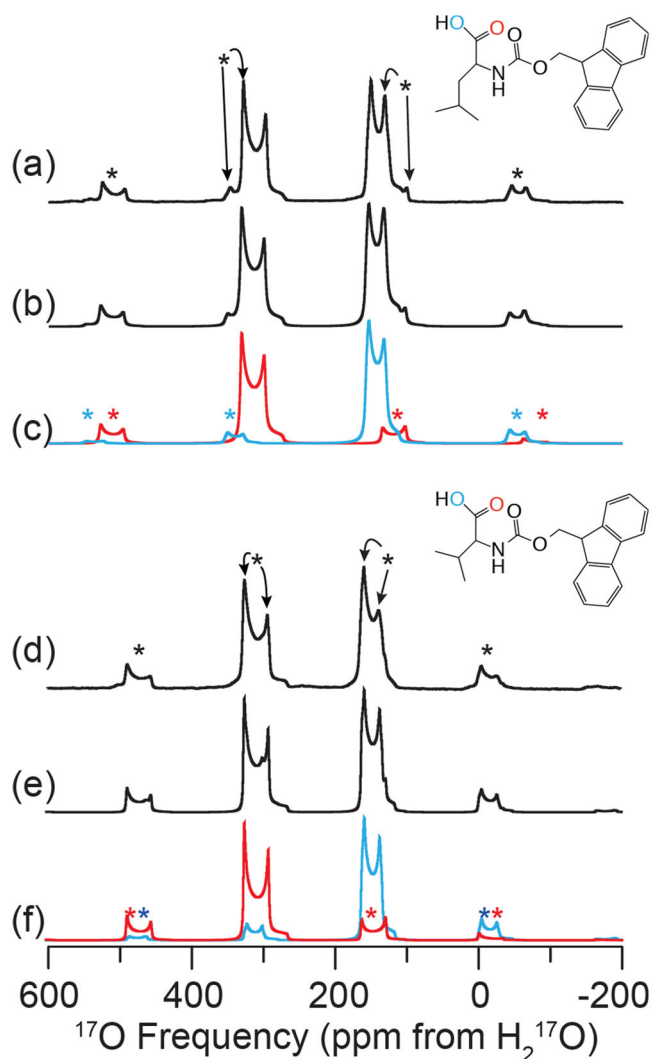 HO O O
N
H
O
(a)
*
*
*
*
(b)
(c)
*
*
*
*
*
*
HO O O
N
H
O
(d)
*
*
*
*
(e)
(f)
*
*
*
*
*
600 400 200 0 -200
¹⁷O Frequency (ppm from H₂¹⁷O)